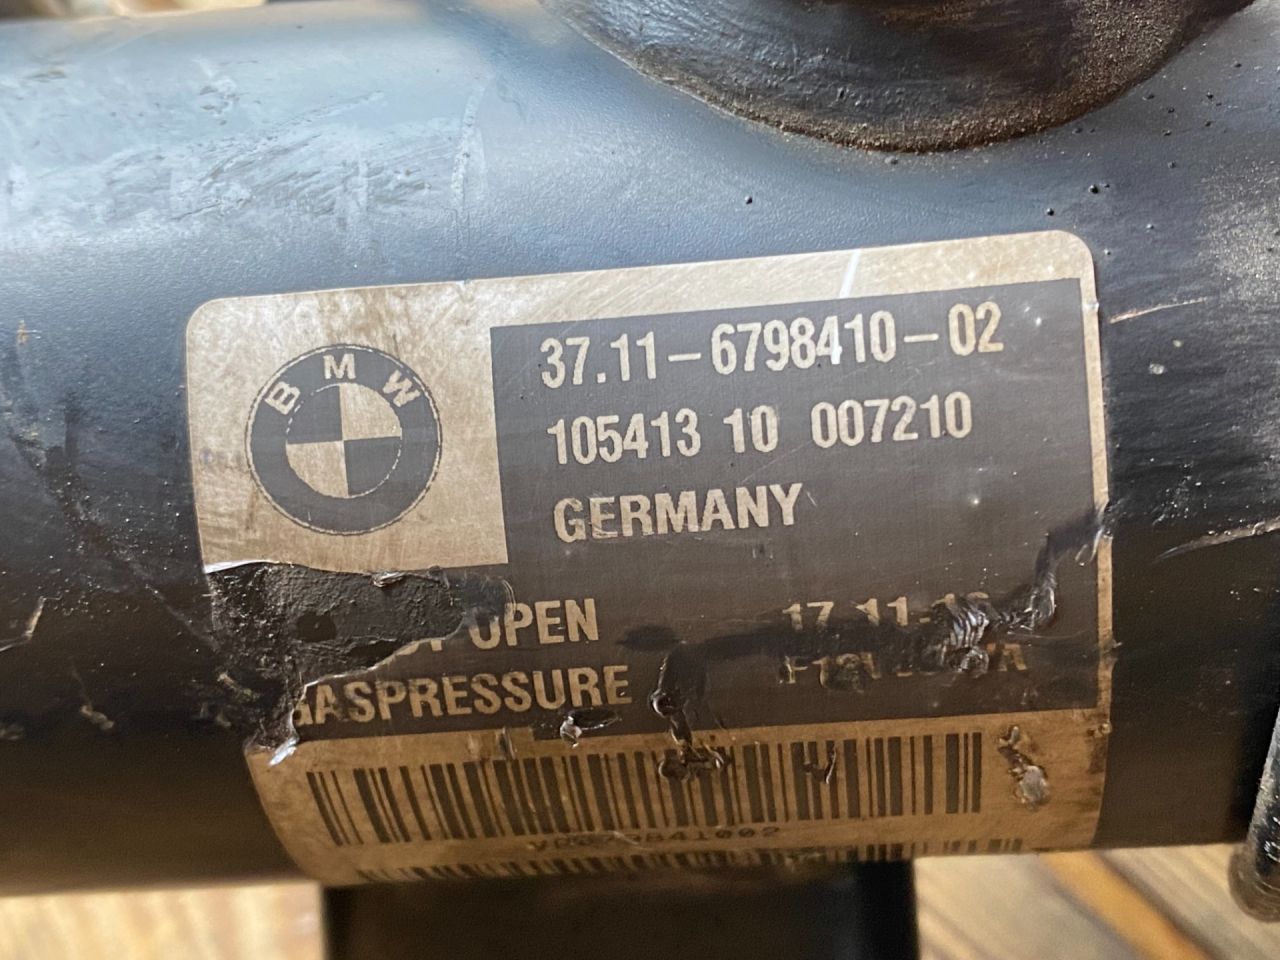 BMW
37.11-6798410-02
105413 10 007210
GERMANY
OPEN
GASPRESSURE